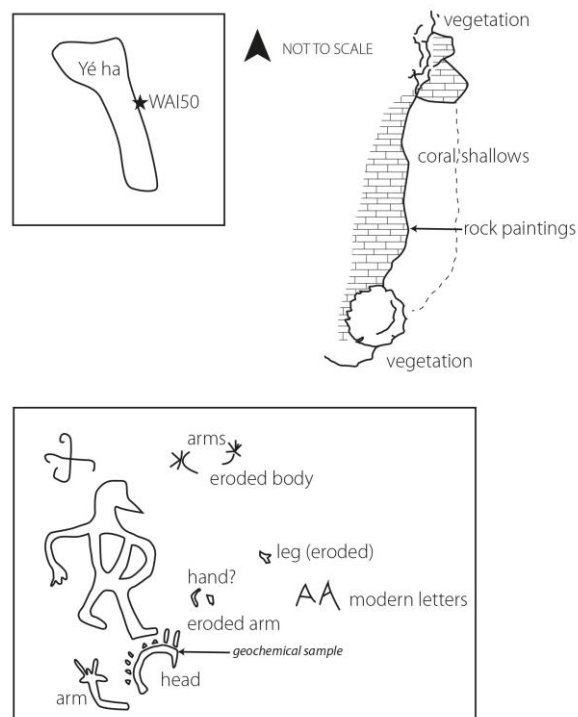 Yé ha
WAI50
NOT TO SCALE
vegetation
coral shallows
rock paintings
vegetation
arms
eroded body
leg (eroded)
hand?
eroded arm
AA
modern letters
geochemical sample
head
arm